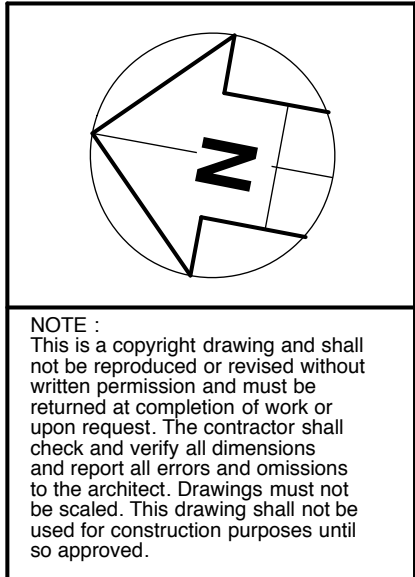 N
NOTE :
This is a copyright drawing and shall
not be reproduced or revised without
written permission and must be
returned at completion of work or
upon request. The contractor shall
check and verify all dimensions
and report all errors and omissions
to the architect. Drawings must not
be scaled. This drawing shall not be
used for construction purposes until
so approved.